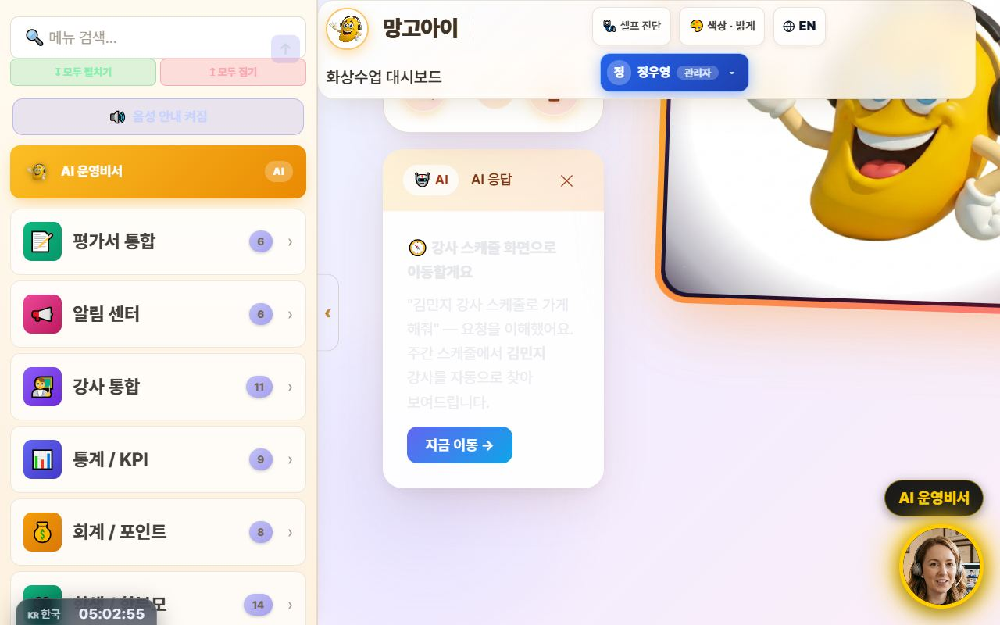 메뉴 검색...
↧ 모두 펼치기
↥ 모두 접기
음성 안내 켜짐
AI 운영비서
AI
평가서 통합
6
알림 센터
6
강사 통합
11
통계 / KPI
9
회계 / 포인트
8
학생 / 학부모
14
KR 한국
05:02:55
망고아이
셀프 진단
색상 · 밝게
EN
화상수업 대시보드
정
정우영
관리자
AI
AI 응답
강사 스케줄 화면으로
이동할게요
"김민지 강사 스케줄로 가게
해줘" — 요청을 이해했어요.
주간 스케줄에서 김민지
강사를 자동으로 찾아
보여드립니다.
지금 이동 →
AI 운영비서